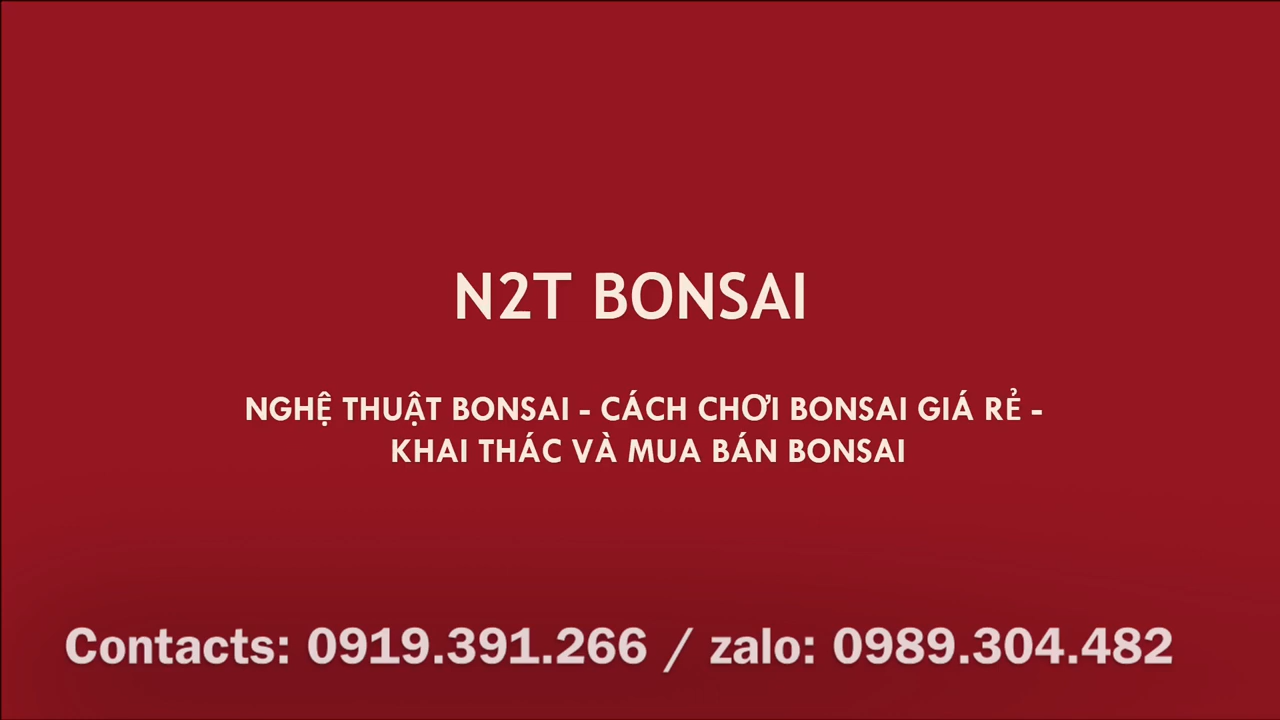 N2T BONSAI
NGHỆ THUẬT BONSAI - CÁCH CHƠI BONSAI GIÁ RẺ -
KHAI THÁC VÀ MUA BÁN BONSAI
Contacts: 0919.391.266 / zalo: 0989.304.482